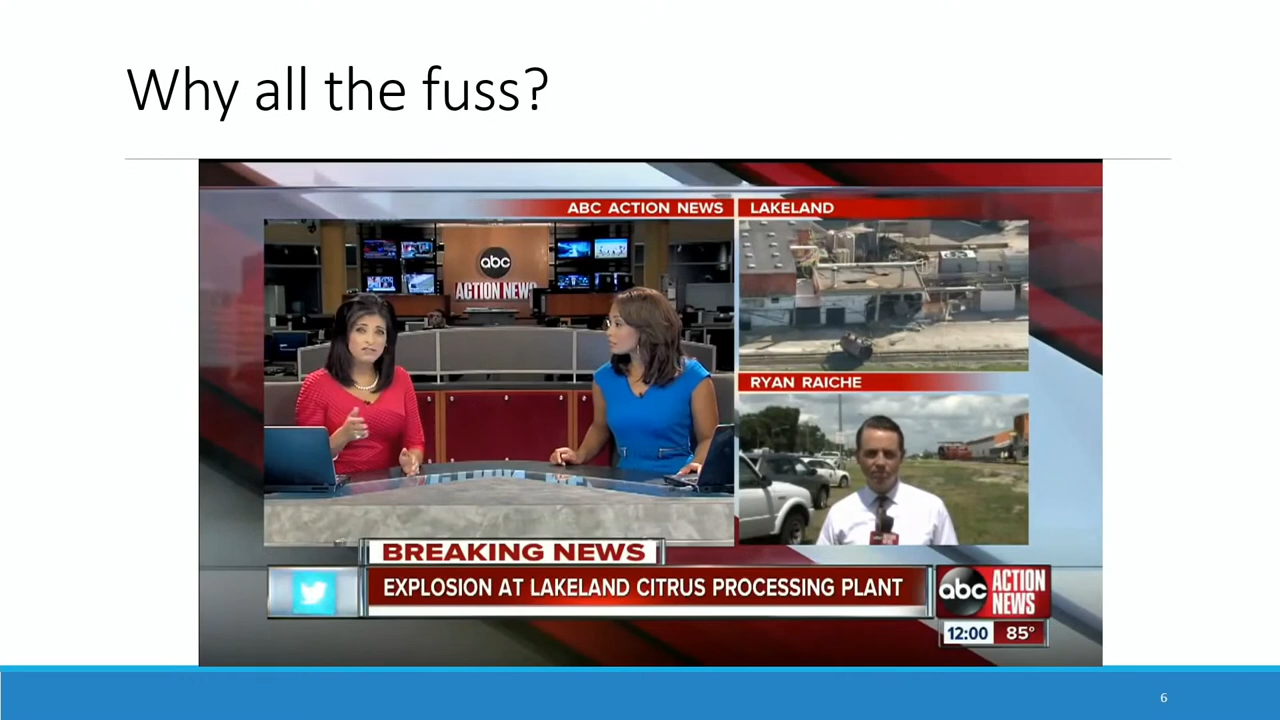 Why all the fuss?
ABC ACTION NEWS
LAKELAND
abc
ACTION NEWS
RYAN RAICHE
BREAKING NEWS
EXPLOSION AT LAKELAND CITRUS PROCESSING PLANT
abc ACTION NEWS
12:00 85°
6